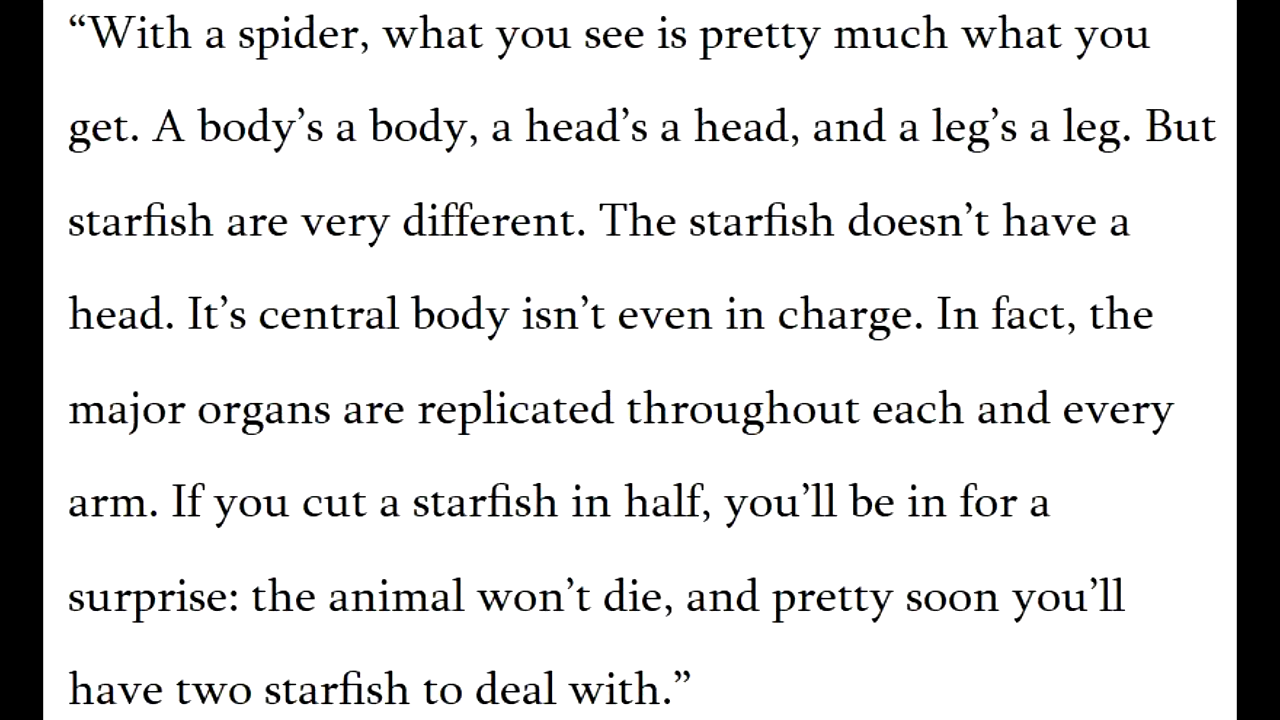 “With a spider, what you see is pretty much what you
get. A body’s a body, a head’s a head, and a leg’s a leg. But
starfish are very different. The starfish doesn’t have a
head. It’s central body isn’t even in charge. In fact, the
major organs are replicated throughout each and every
arm. If you cut a starfish in half, you’ll be in for a
surprise: the animal won’t die, and pretty soon you’ll
have two starfish to deal with.”